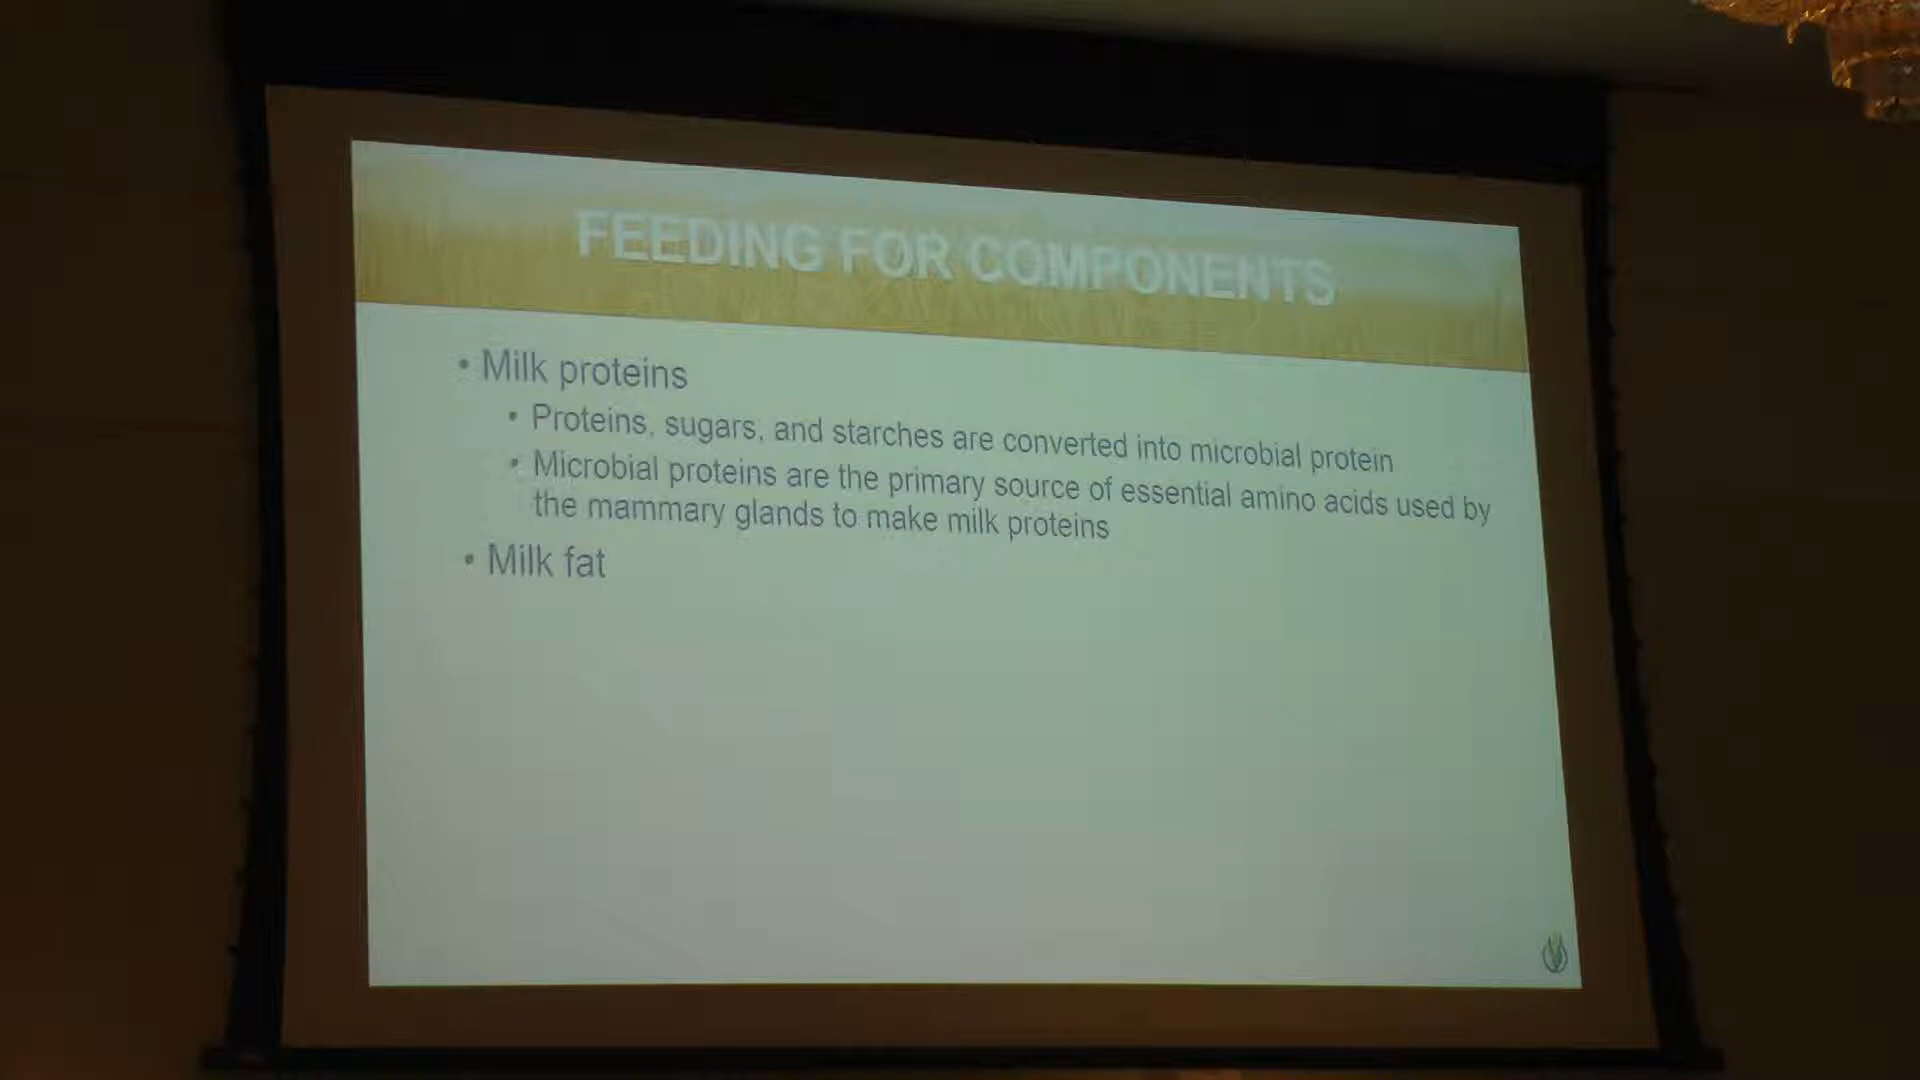 FEEDING FOR COMPONENTS
• Milk proteins
• Proteins, sugars, and starches are converted into microbial protein
• Microbial proteins are the primary source of essential amino acids used by
the mammary glands to make milk proteins
• Milk fat